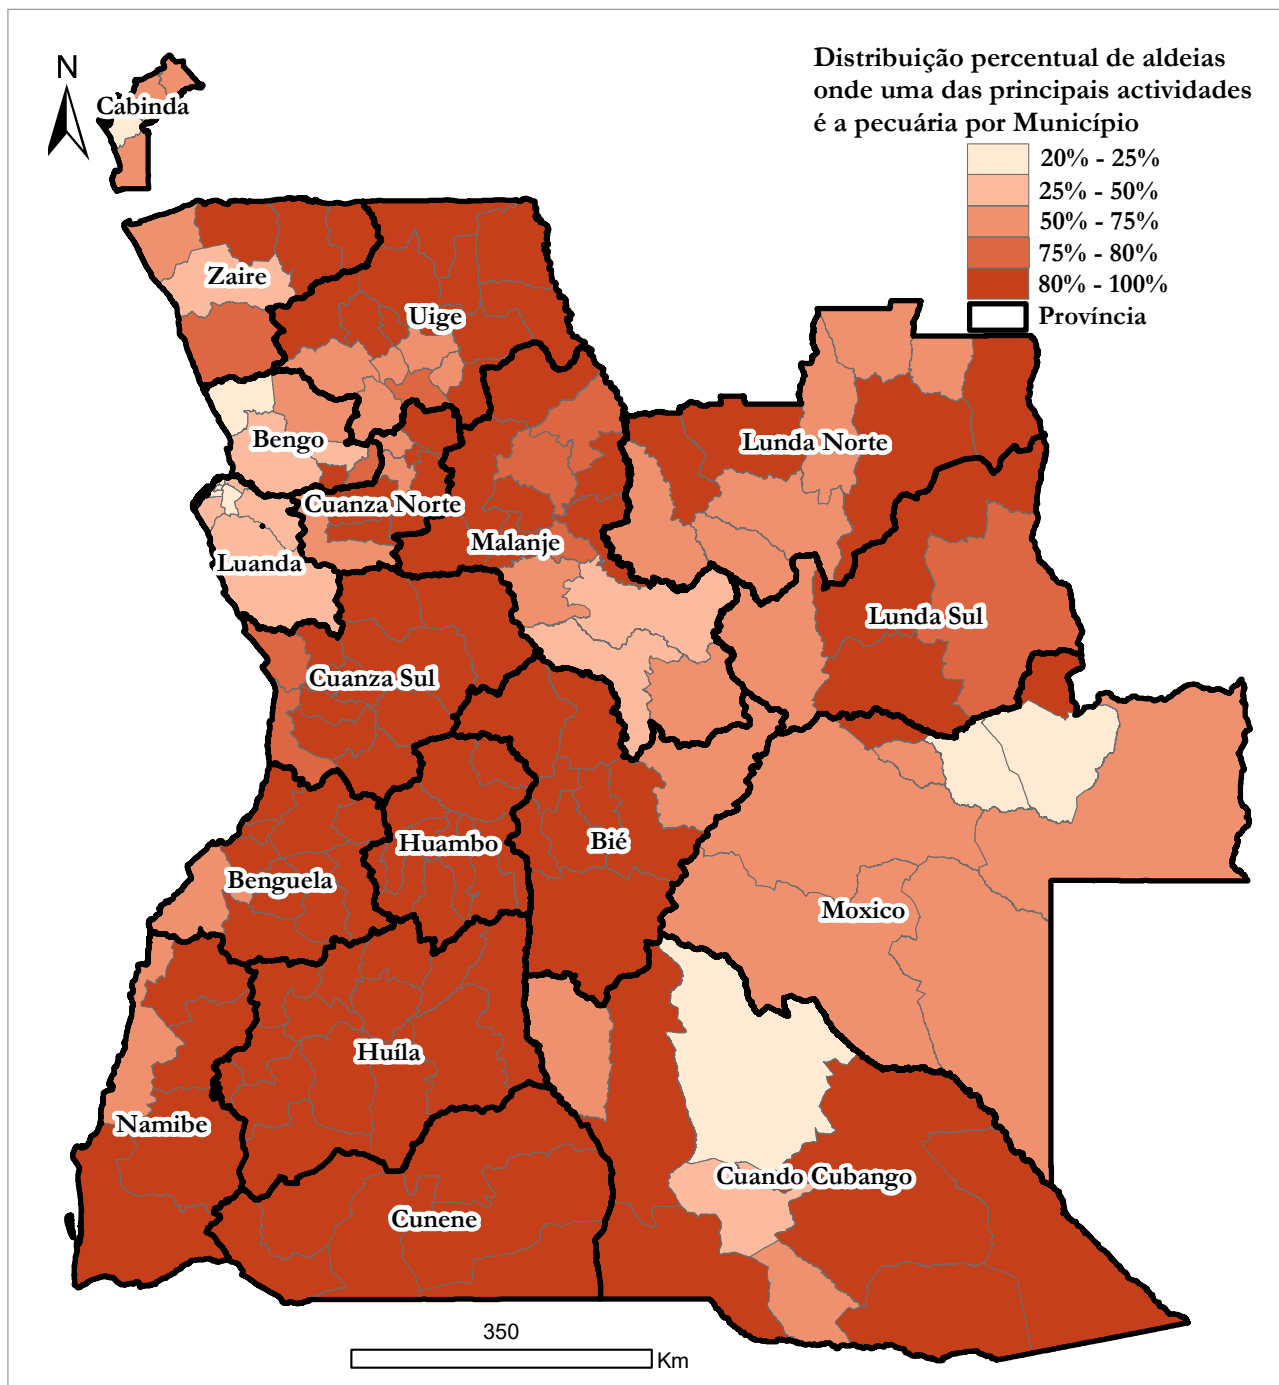 Distribuição percentual de aldeias
onde uma das principais actividades
é a pecuária por Município
20% - 25%
25% - 50%
50% - 75%
75% - 80%
80% - 100%
Província
N
Cabinda
Zaire
Uige
Bengo
Lunda Norte
Cuanza Norte
Malanje
Luanda
Lunda Sul
Cuanza Sul
Huambo
Bié
Benguela
Moxico
Huíla
Namibe
Cuando Cubango
Cunene
350
Km